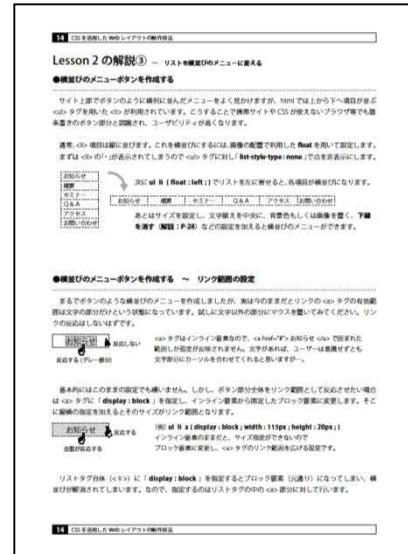 14 CSS を活用した Web レイアウトの制作技法
Lesson 2 の解説③ ～ リストを横並びのメニューに変える
●横並びのメニューボタンを作成する
サイト上部でボタンのように横列に並んだメニューをよく見かけますが、html では上から下へ項目が並ぶ
<ul> タグを用いた <li> が利用されています。こうすることで携帯サイトや CSS が使えないブラウザ等でも箇
条書きのボタン部分と認識され、ユーザビリティが高くなります。
通常、<li> 項目は縦に並びます。これを横並びにするには、画像の配置で利用した float を用いて設定します。
まずは <li> の「・」が表示されてしまうので <ul> タグに対し「 list-style-type : none 」で点を非表示にします。
お知らせ
概要
セミナー
Q & A
アクセス
お問い合わせ
次に ul li { float : left ; } でリストを左に寄せると、各項目が横並びになります。
お知らせ 概要 セミナー Q & A アクセス お問い合わせ
あとはサイズを設定し、文字揃えを中央に、背景色もしくは画像を置く、下線
を消す（解説：P-28）などの設定を加えると横並びのメニューができます。
●横並びのメニューボタンを作成する ～ リンク範囲の設定
まるでボタンのような横並びのメニューを作成しましたが、実は今のままだとリンクの <a> タグの有効範
囲は文字の部分だけという状態になっています。試しに文字以外の部分にマウスを置いてみてください。リン
クの反応はしないはずです。
お知らせ 反応しない
反応する (グレー部分)
<a> タグはインライン要素なので、<a href="#"> お知らせ </a> で囲まれた
範囲しか設定が反映されません。文字があれば、ユーザーは意識せずとも
文字部分にカーソルを合わせてくれると思いますが…。
基本的にはこのままの設定でも構いません。しかし、ボタン部分全体をリンク範囲として反応させたい場合
は <a> タグに「 display : block 」を指定し、インライン要素から固定したブロック要素に変更します。そこ
に縦横の指定を加えるとそのサイズがリンク範囲となります。
お知らせ 反応する
全面が反応する
(例) ul li a { display : block ; width : 115px ; height : 20px ; }
インライン要素のままだと、サイズ指定ができないので
ブロック要素に変更し、<a> タグのリンク範囲を広げる設定です。
リストタグ自体 (< li >) に「 display : block 」を指定するとブロック要素（元通り）になってしまい、横
並びが解消されてしまいます。なので、指定するのはリストタグの中の <a> 部分に対して行います。
14 CSS を活用した Web レイアウトの制作技法